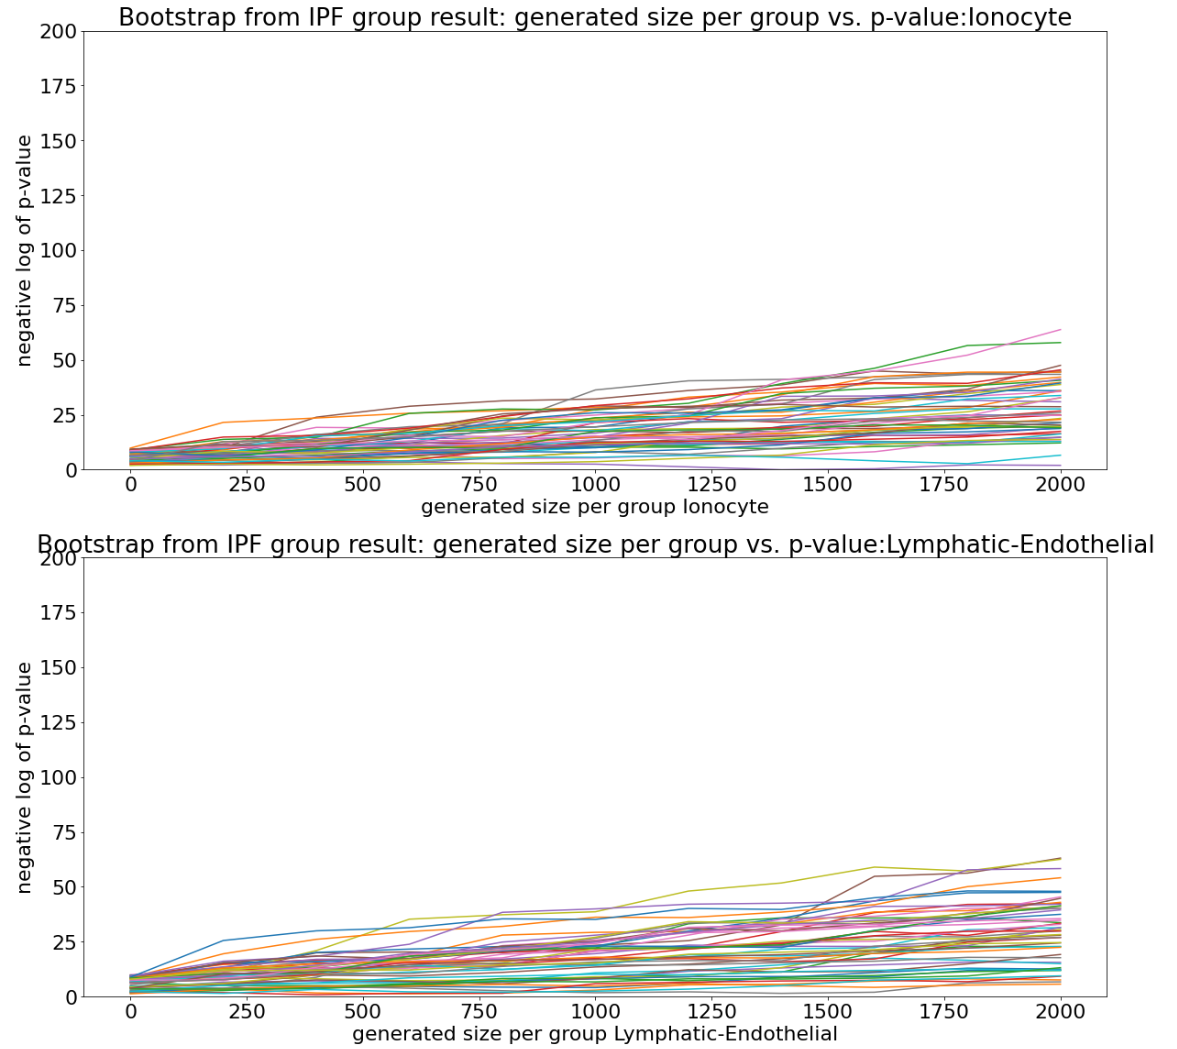 Bootstrap from IPF group result: generated size per group vs. p-value:Ionocyte
200
175
150
125
100
75
50
25
0
negative log of p-value
0 250 500 750 1000 1250 1500 1750 2000
generated size per group Ionocyte
Bootstrap from IPF group result: generated size per group vs. p-value:Lymphatic-Endothelial
200
175
150
125
100
75
50
25
0
negative log of p-value
0 250 500 750 1000 1250 1500 1750 2000
generated size per group Lymphatic-Endothelial